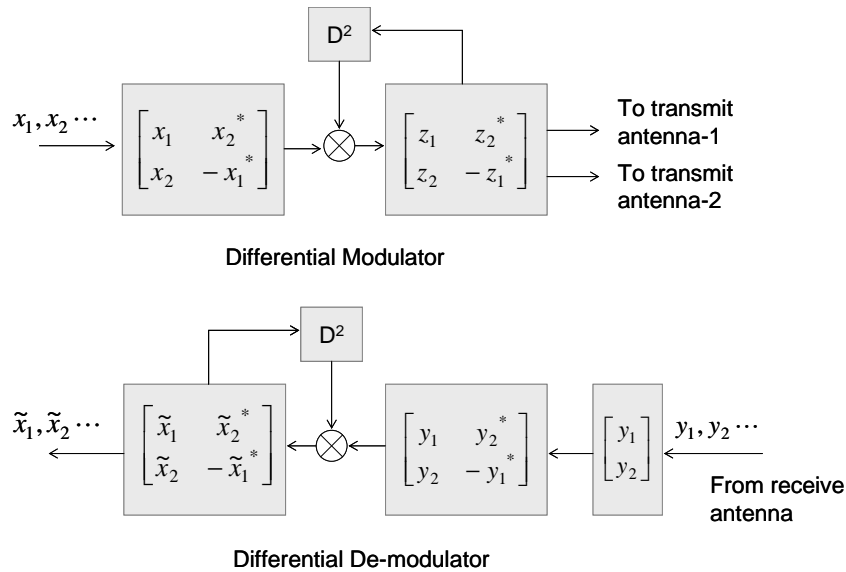 D²
x₁, x₂ ⋯
[ x₁ x₂* ]
[ x₂ − x₁* ]
[ z₁ z₂* ]
[ z₂ − z₁* ]
To transmit
antenna-1
To transmit
antenna-2
Differential Modulator
D²
x̃₁, x̃₂ ⋯
[ x̃₁ x̃₂* ]
[ x̃₂ − x̃₁* ]
[ y₁ y₂* ]
[ y₂ − y₁* ]
[ y₁ ]
[ y₂ ]
y₁, y₂ ⋯
From receive
antenna
Differential De-modulator